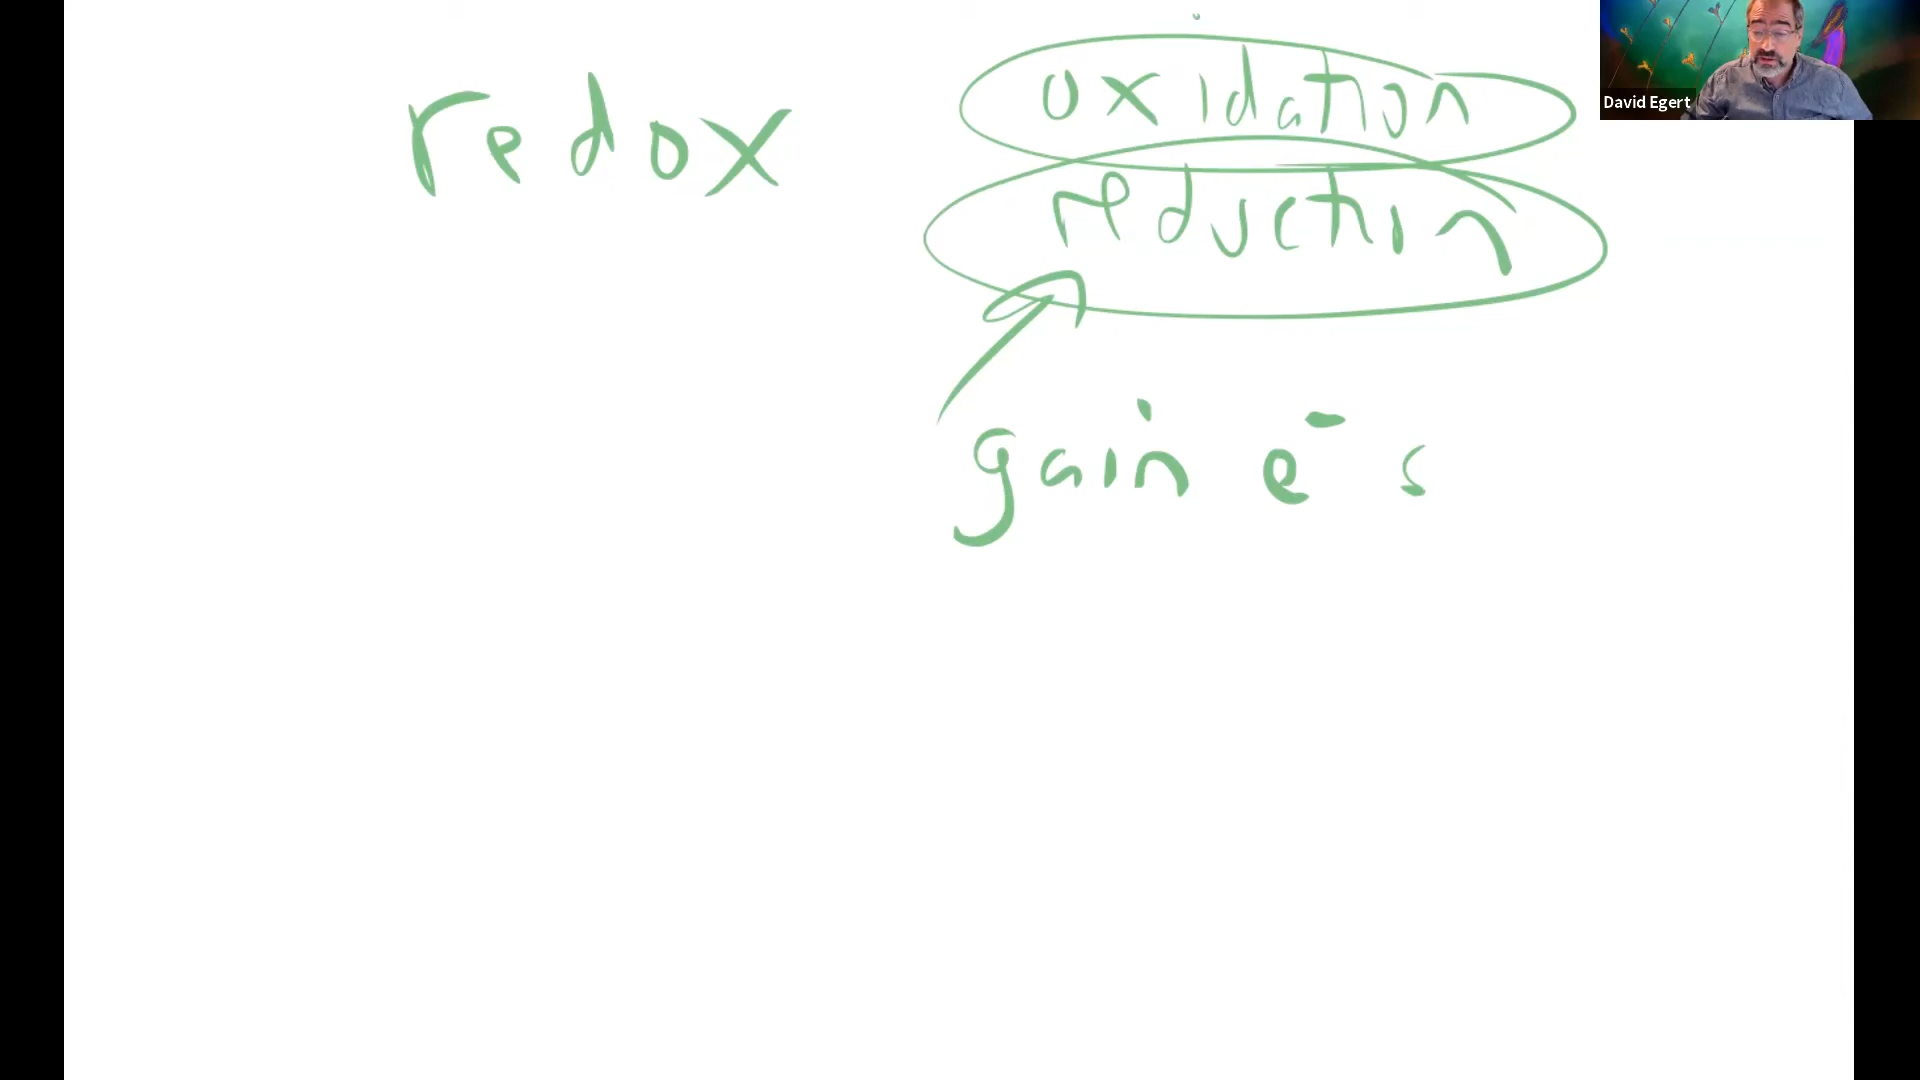 redox
oxidation
reduction
gain e⁻s
David Egert